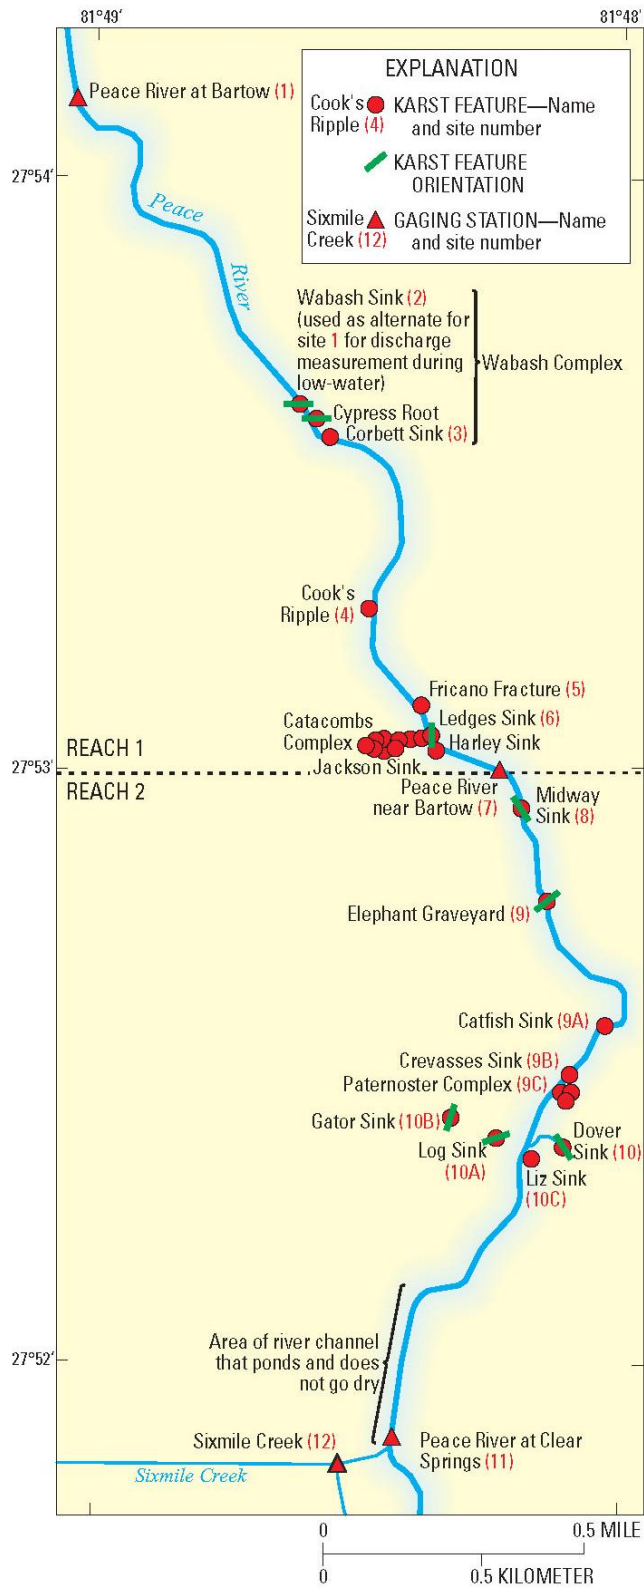 81°49′
81°48′
EXPLANATION
Cook's
Ripple (4)
KARST FEATURE—Name
and site number
KARST FEATURE
ORIENTATION
Sixmile
Creek (12)
GAGING STATION—Name
and site number
Peace River at Bartow (1)
27°54′
Peace
River
Wabash Sink (2)
(used as alternate for
site 1 for discharge
measurement during
low-water)
Wabash Complex
Cypress Root
Corbett Sink (3)
Cook's
Ripple (4)
Fricano Fracture (5)
Ledges Sink (6)
Catacombs
Complex
Harley Sink
Jackson Sink
REACH 1
27°53′
REACH 2
Peace River
near Bartow (7)
Midway
Sink (8)
Elephant Graveyard (9)
Catfish Sink (9A)
Crevasses Sink (9B)
Paternoster Complex (9C)
Gator Sink (10B)
Log Sink
(10A)
Dover
Sink (10)
Liz Sink
(10C)
Area of river channel
that ponds and does
not go dry
27°52′
Sixmile Creek (12)
Peace River at Clear
Springs (11)
Sixmile Creek
0
0.5 MILE
0
0.5 KILOMETER